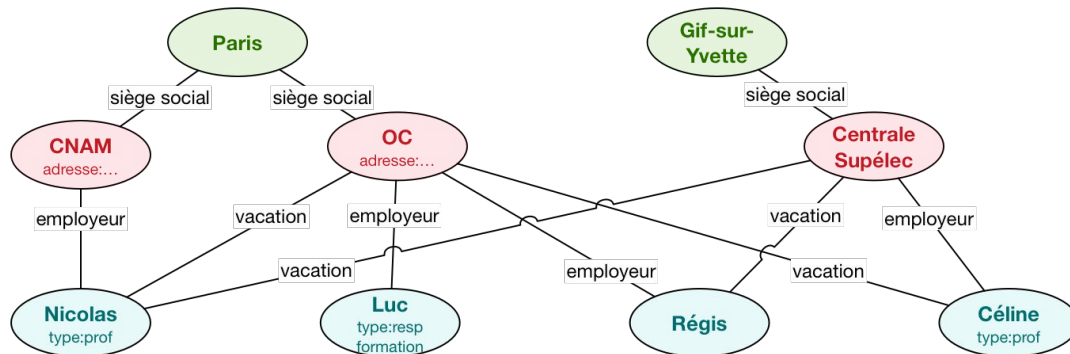 Paris
Gif-sur-
Yvette
siège social
siège social
siège social
CNAM
adresse:...
OC
adresse:...
Centrale
Supélec
employeur
vacation
employeur
vacation
employeur
vacation
employeur
vacation
Nicolas
type:prof
Luc
type:resp
formation
Régis
Céline
type:prof